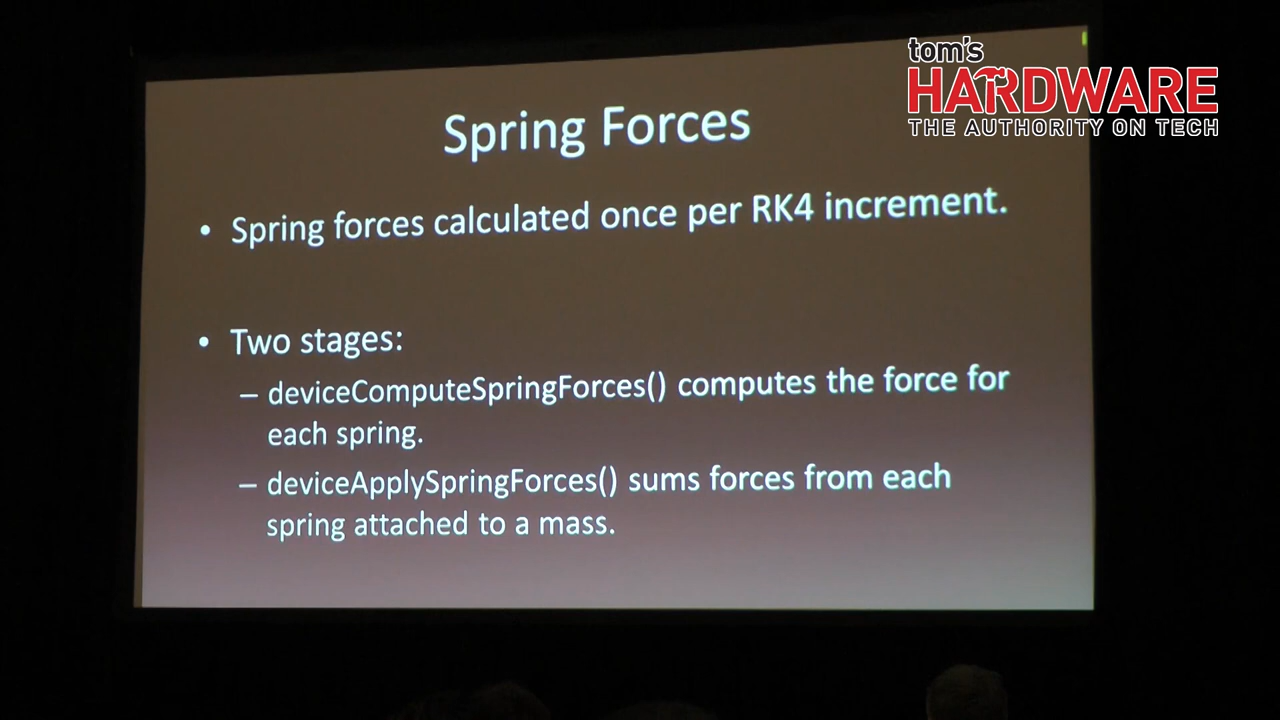 tom's
HARDWARE
THE AUTHORITY ON TECH
Spring Forces
• Spring forces calculated once per RK4 increment.
• Two stages:
– deviceComputeSpringForces() computes the force for
each spring.
– deviceApplySpringForces() sums forces from each
spring attached to a mass.